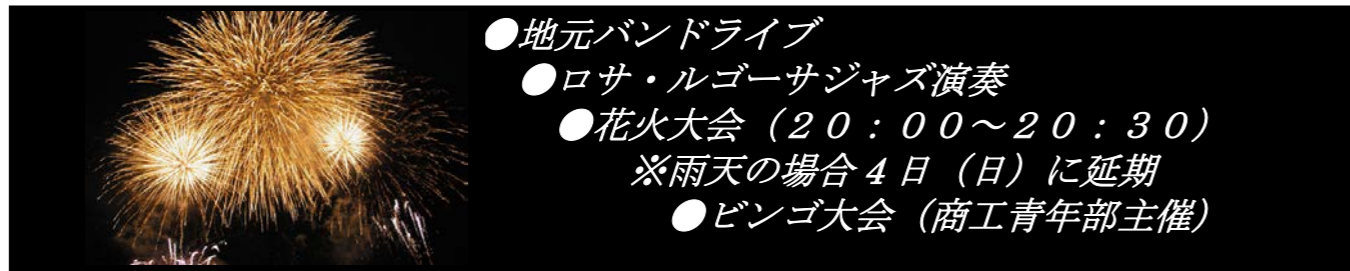 ●地元バンドライブ
●ロサ・ルゴーサジャズ演奏
●花火大会（２０：００～２０：３０）
※雨天の場合４日（日）に延期
●ビンゴ大会（商工青年部主催）